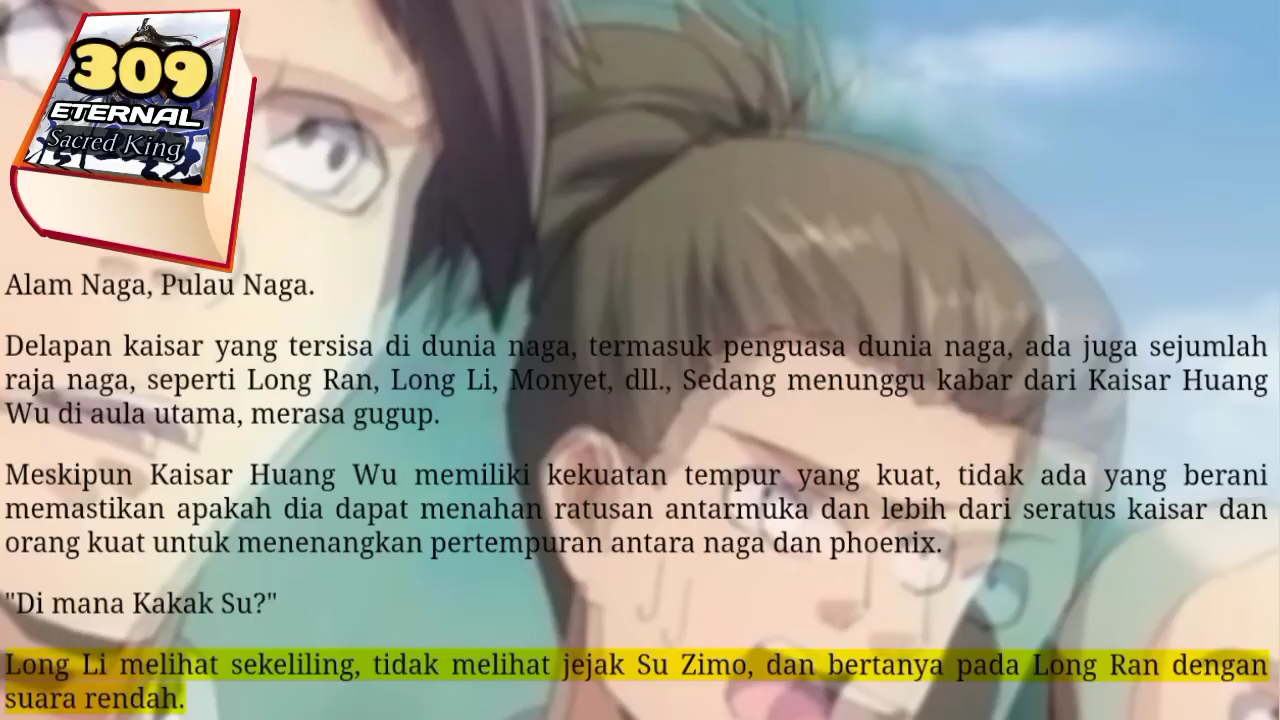 309
ETERNAL
Sacred King
Alam Naga, Pulau Naga.
Delapan kaisar yang tersisa di dunia naga, termasuk penguasa dunia naga, ada juga sejumlah
raja naga, seperti Long Ran, Long Li, Monyet, dll., Sedang menunggu kabar dari Kaisar Huang
Wu di aula utama, merasa gugup.
Meskipun Kaisar Huang Wu memiliki kekuatan tempur yang kuat, tidak ada yang berani
memastikan apakah dia dapat menahan ratusan antarmuka dan lebih dari seratus kaisar dan
orang kuat untuk menenangkan pertempuran antara naga dan phoenix.
"Di mana Kakak Su?"
Long Li melihat sekeliling, tidak melihat jejak Su Zimo, dan bertanya pada Long Ran dengan
suara rendah.